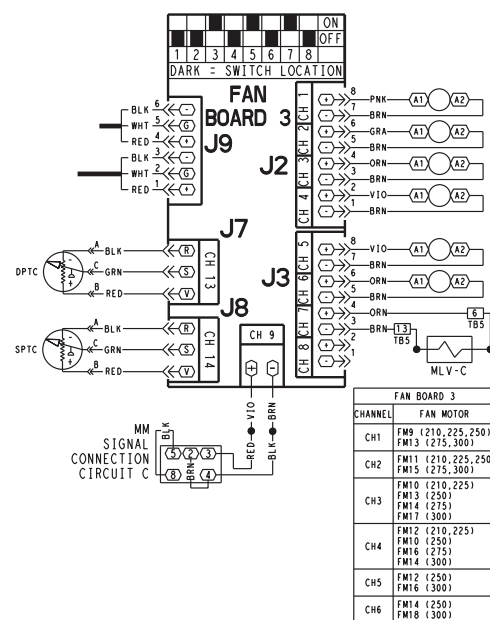 ON
OFF
1 2 3 4 5 6 7 8
DARK = SWITCH LOCATION
FAN
BOARD 3
J9
BLK 6 -
WHT 5 G
RED 4 +
BLK 3 -
WHT 2 G
RED 1 +
J2
CH 1
CH 2
CH 3
CH 4
+ 8 PNK A1 A2
- 7 BRN
+ 6 GRA A1 A2
- 5 BRN
+ 4 ORN A1 A2
- 3 BRN
+ 2 VIO A1 A2
- 1 BRN
J7
DPTC
A BLK R
C GRN S
B RED V
CH 13
J8
SPTC
A BLK R
C GRN S
B RED V
CH 14
J3
CH 5
CH 6
CH 7
CH 8
+ 8 VIO A1 A2
- 7 BRN
+ 6 ORN A1 A2
- 5 BRN
+ 4 ORN 6
TB5
- 3 BRN 13
TB5
+ 2
- 1
MLV-C
CH 9
+ -
VIO BRN
RED BLK
MM
SIGNAL
CONNECTION
CIRCUIT C
BLK
5 2 3
BRN
8 4
FAN BOARD 3
CHANNEL FAN MOTOR
CH1 FM9 (210,225,250)
FM13 (275,300)
CH2 FM11 (210,225,250)
FM15 (275,300)
CH3 FM10 (210,225)
FM13 (250)
FM14 (275)
FM17 (300)
CH4 FM12 (210,225)
FM10 (250)
FM16 (275)
FM14 (300)
CH5 FM12 (250)
FM16 (300)
CH6 FM14 (250)
FM18 (300)